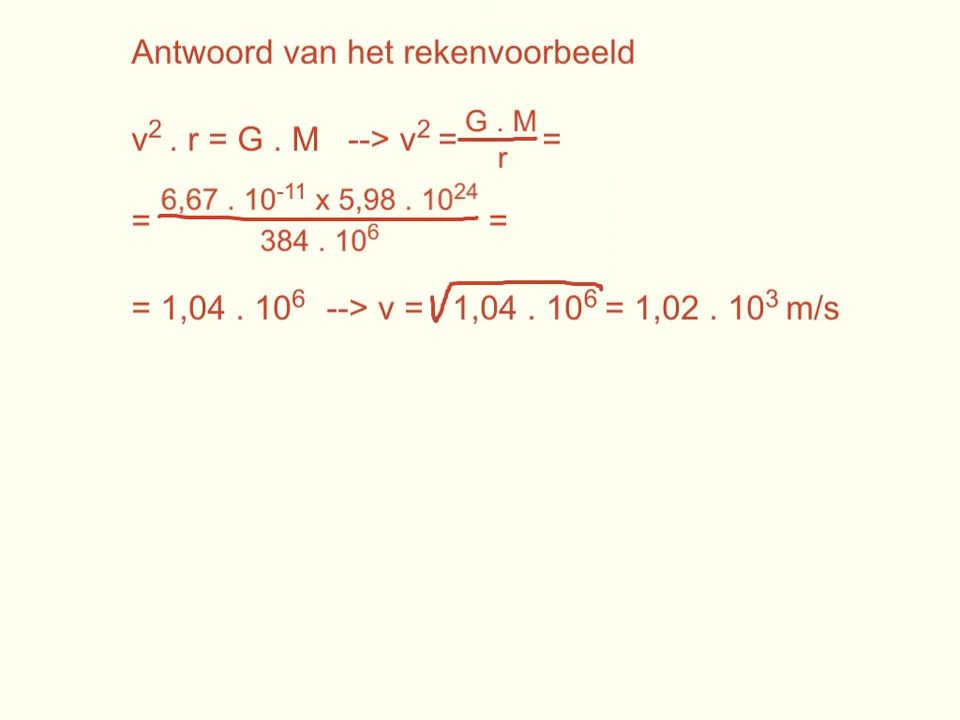 Antwoord van het rekenvoorbeeld
v² . r = G . M --> v² = G . M / r =
= 6,67 . 10⁻¹¹ x 5,98 . 10²⁴ / 384 . 10⁶ =
= 1,04 . 10⁶ --> v = √1,04 . 10⁶ = 1,02 . 10³ m/s